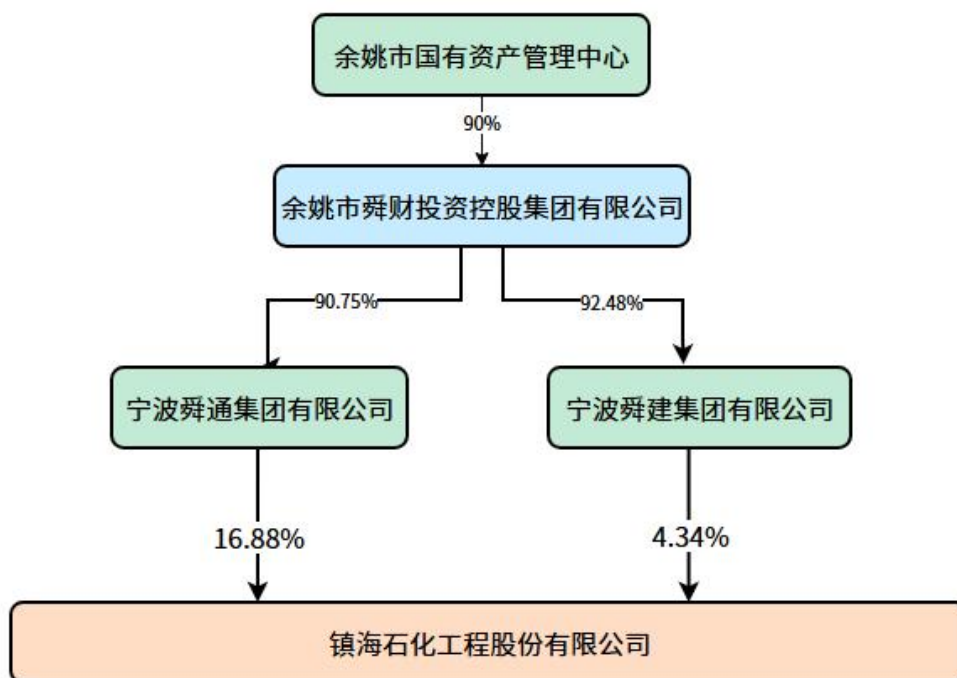 余姚市国有资产管理中心
90%
余姚市舜财投资控股集团有限公司
90.75%
92.48%
宁波舜通集团有限公司
宁波舜建集团有限公司
16.88%
4.34%
镇海石化工程股份有限公司